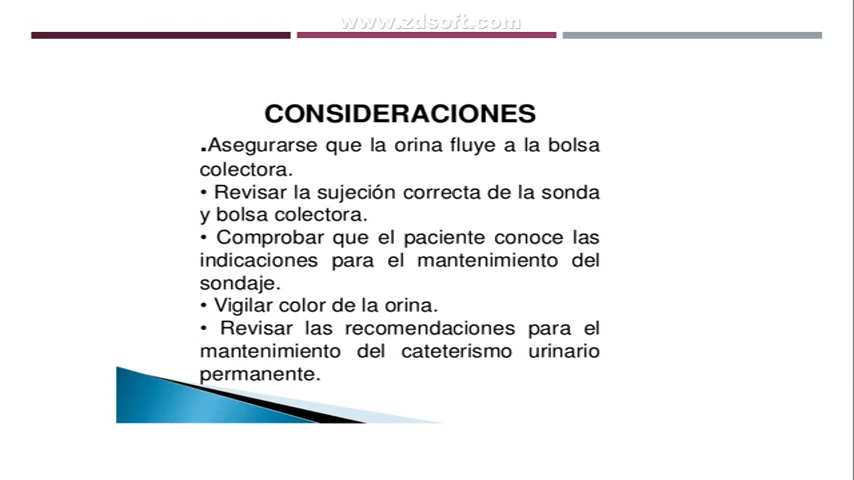 www.zdsoft.com
CONSIDERACIONES
.Asegurarse que la orina fluye a la bolsa
colectora.
• Revisar la sujeción correcta de la sonda
y bolsa colectora.
• Comprobar que el paciente conoce las
indicaciones para el mantenimiento del
sondaje.
• Vigilar color de la orina.
• Revisar las recomendaciones para el
mantenimiento del cateterismo urinario
permanente.